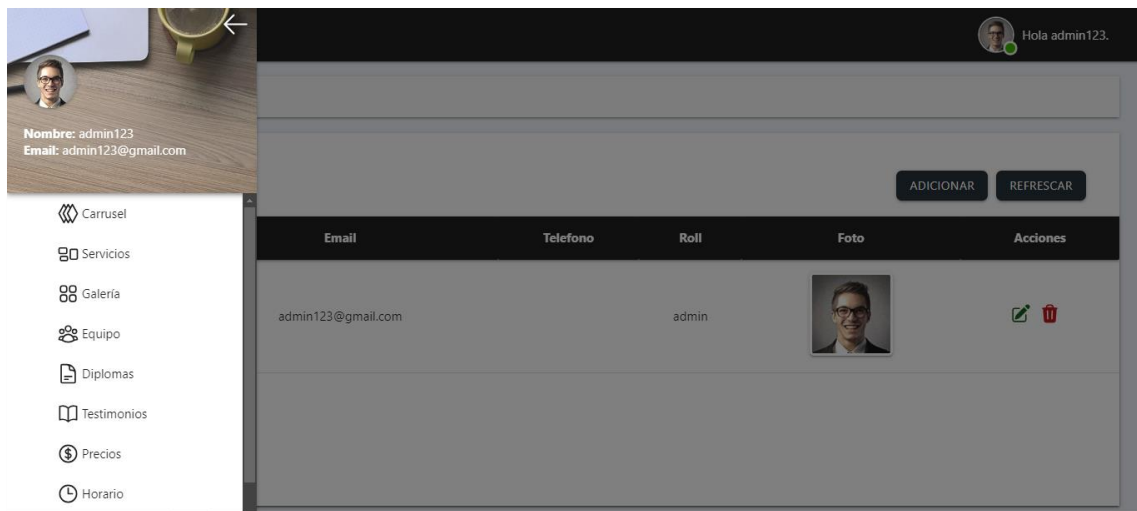 Hola admin123.
Nombre: admin123
Email: admin123@gmail.com
Carrusel
Servicios
Galería
Equipo
Diplomas
Testimonios
Precios
Horario
ADICIONAR REFRESCAR
Email Telefono Roll Foto Acciones
admin123@gmail.com admin